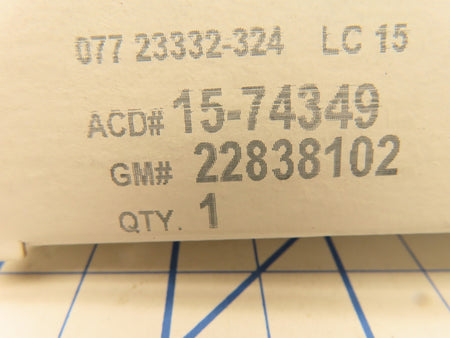 077 23332-324 LC 15
ACD# 15-74349
GM# 22838102
QTY. 1